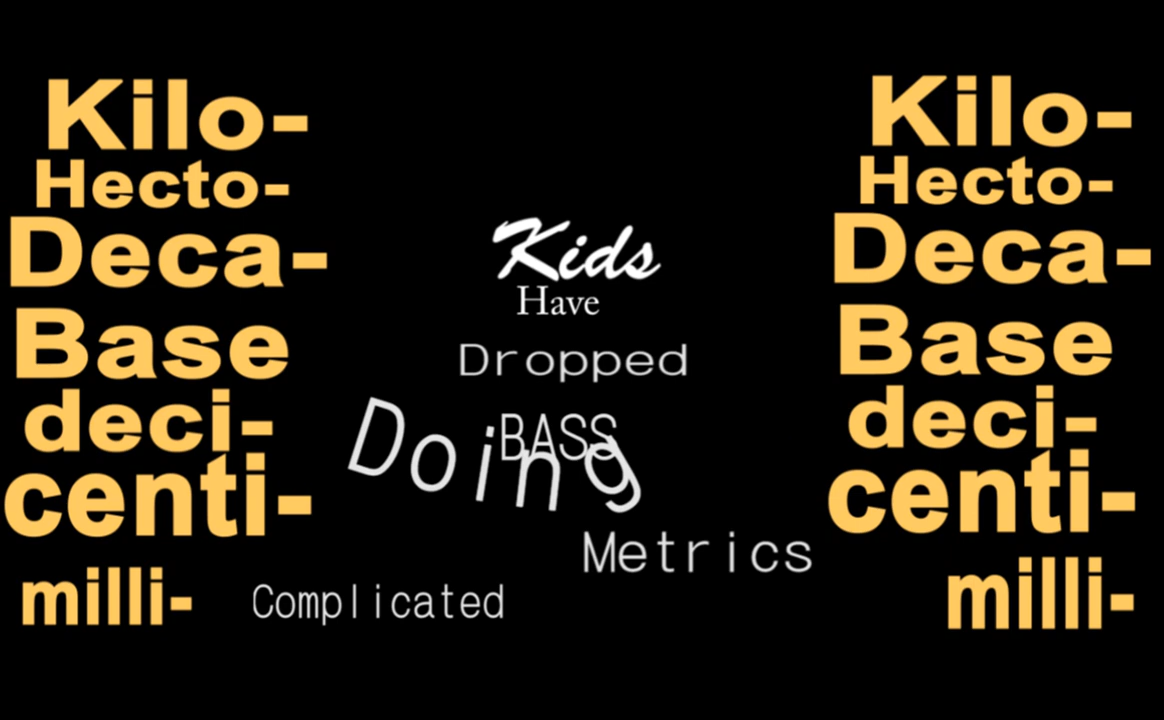 Kilo-
Hecto-
Deca-
Base
deci-
centi-
milli-
Kids
Have
Dropped
BASS
Doing
Metrics
Complicated
Kilo-
Hecto-
Deca-
Base
deci-
centi-
milli-